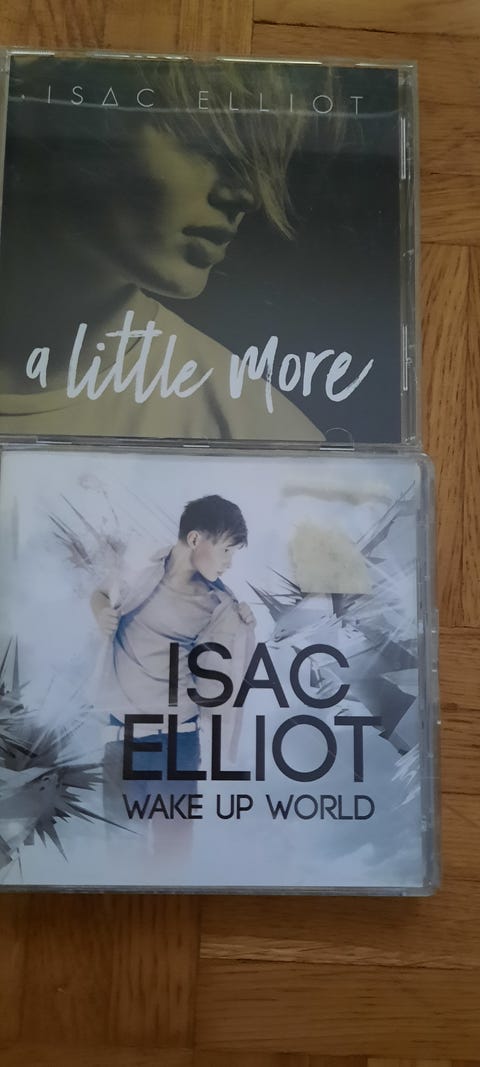 ISAC ELLIOT
a little more
ISAC
ELLIOT
WAKE UP WORLD